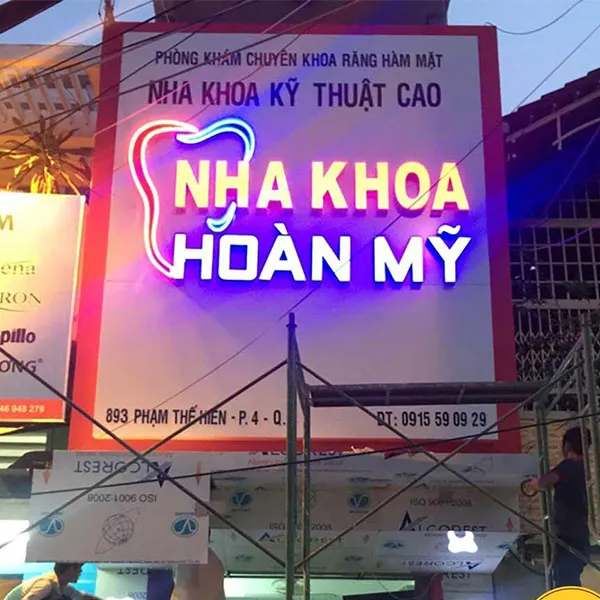 PHÒNG KHÁM CHUYÊN KHOA RĂNG HÀM MẶT
NHA KHOA KỸ THUẬT CAO
NHA KHOA
HOÀN MỸ
893 PHẠM THẾ HIỂN - P. 4 - Q.
ĐT: 0915 59 09 29
ALCOREST
ISO 9001:2008
ALCOREST